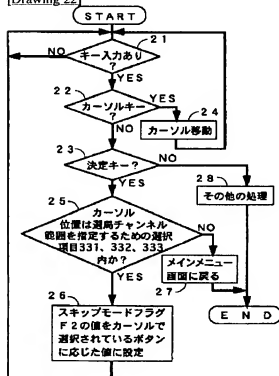 [Drawing 22]
START
21
キー入力あり
?
NO
YES
22
カーソルキー
?
YES
24
カーソル移動
NO
23
決定キー?
NO
YES
28
その他の処理
25
カーソル
位置は選局チャンネル
範囲を指定するための選択
項目331、332、333
内か?
NO
メインメニュー
画面に戻る
27
YES
END
26
スキップモードフラグ
F2の値をカーソルで
選択されているボタン
に応じた値に設定